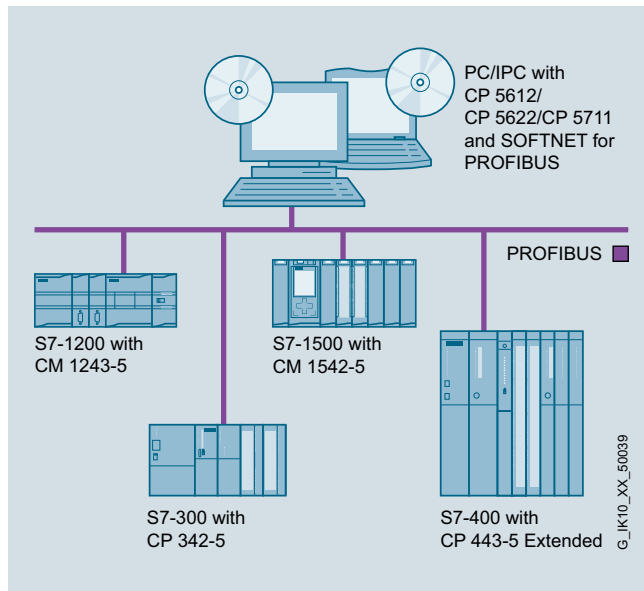 PC/IPC with
CP 5612/
CP 5622/CP 5711
and SOFTNET for
PROFIBUS
PROFIBUS
S7-1200 with
CM 1243-5
S7-1500 with
CM 1542-5
S7-300 with
CP 342-5
S7-400 with
CP 443-5 Extended
G_IK10_XX_50039